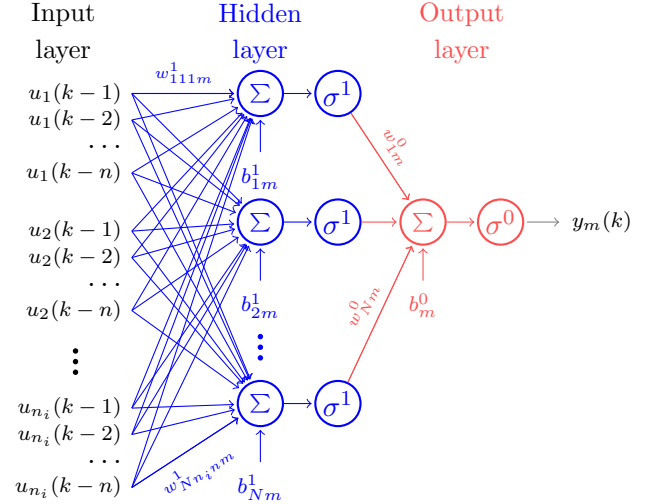 Input layer
Hidden layer
Output layer
u_1(k − 1)
u_1(k − 2)
...
u_1(k − n)
u_2(k − 1)
u_2(k − 2)
...
u_2(k − n)
⋮
u_{n_i}(k − 1)
u_{n_i}(k − 2)
...
u_{n_i}(k − n)
w^1_{111m}
Σ
σ^1
b^1_{1m}
Σ
σ^1
b^1_{2m}
⋮
Σ
σ^1
b^1_{Nm}
w^1_{Nn_inm}
w^0_{1m}
w^0_{Nm}
Σ
σ^0
b^0_m
y_m(k)